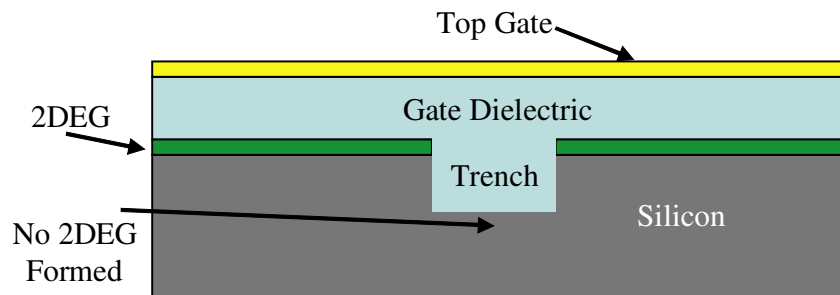 Top Gate
Gate Dielectric
2DEG
Trench
Silicon
No 2DEG
Formed